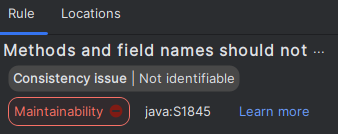 Rule Locations
Methods and field names should not ...
Consistency issue | Not identifiable
Maintainability java:S1845 Learn more